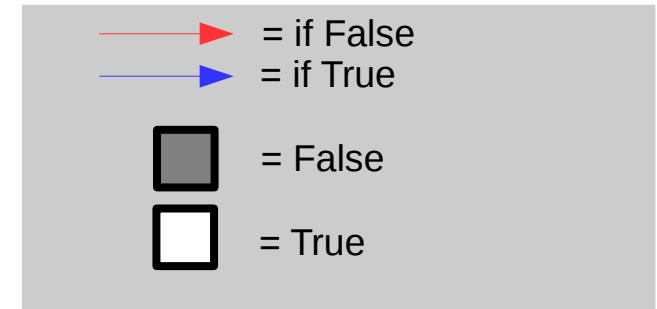 = if False
= if True
= False
= True